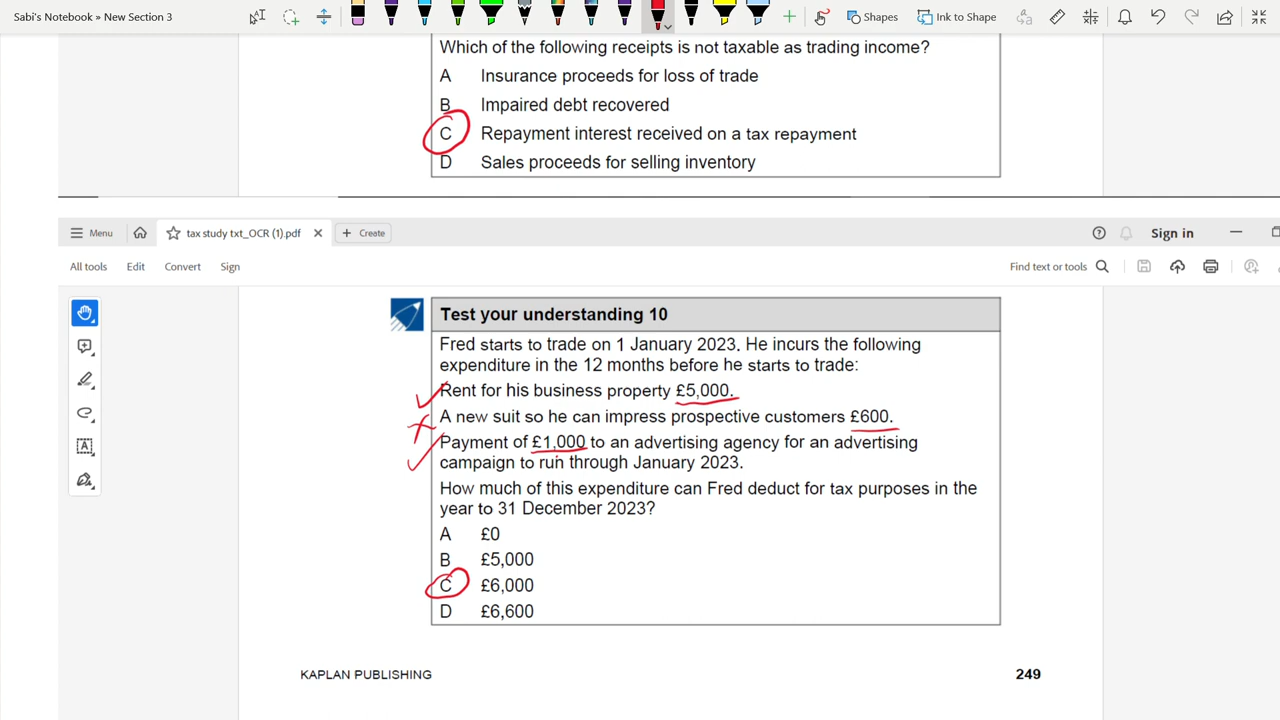 Sabi's Notebook » New Section 3
Shapes
Ink to Shape
Which of the following receipts is not taxable as trading income?
A Insurance proceeds for loss of trade
B Impaired debt recovered
C Repayment interest received on a tax repayment
D Sales proceeds for selling inventory
Menu
tax study txt_OCR (1).pdf
+ Create
Sign in
All tools
Edit
Convert
Sign
Find text or tools
Test your understanding 10
Fred starts to trade on 1 January 2023. He incurs the following
expenditure in the 12 months before he starts to trade:
Rent for his business property £5,000.
A new suit so he can impress prospective customers £600.
Payment of £1,000 to an advertising agency for an advertising
campaign to run through January 2023.
How much of this expenditure can Fred deduct for tax purposes in the
year to 31 December 2023?
A £0
B £5,000
C £6,000
D £6,600
KAPLAN PUBLISHING
249